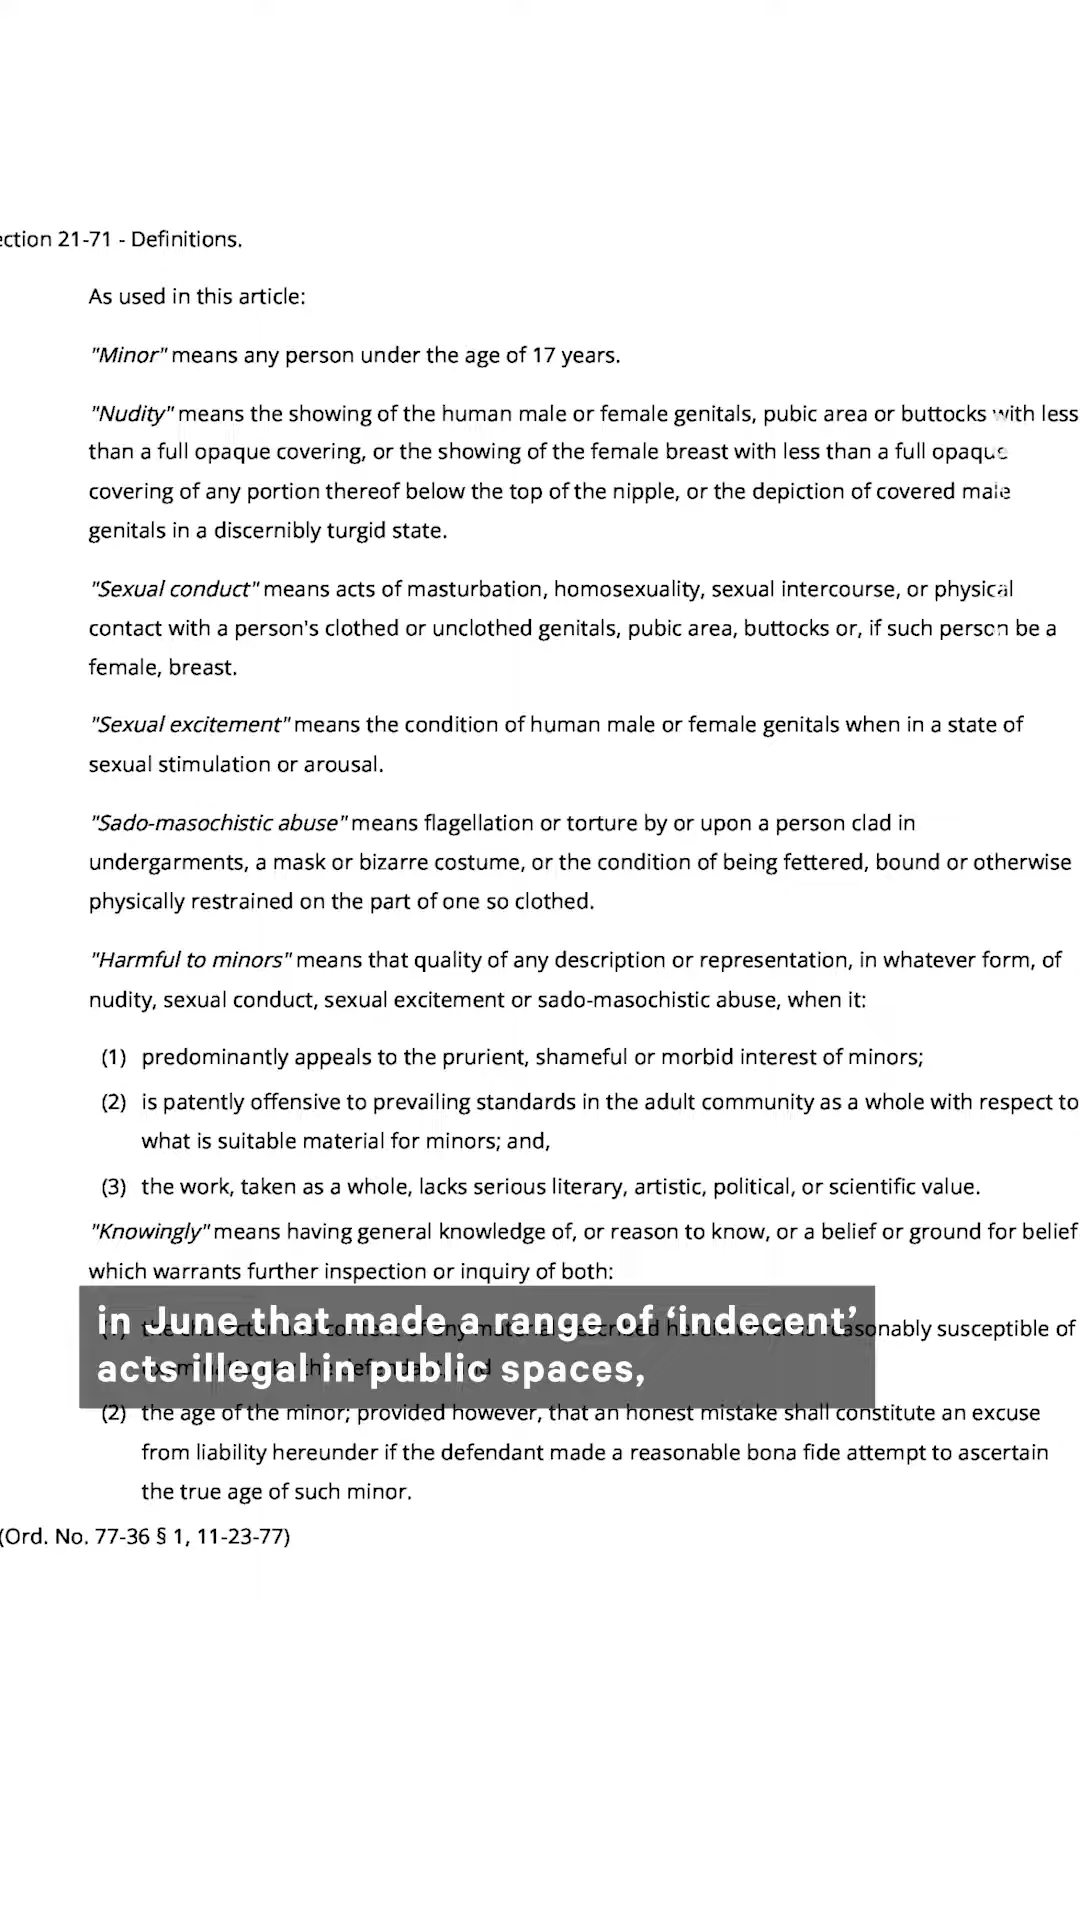 ection 21-71 - Definitions.
As used in this article:
"Minor" means any person under the age of 17 years.
"Nudity" means the showing of the human male or female genitals, pubic area or buttocks with less
than a full opaque covering, or the showing of the female breast with less than a full opaque
covering of any portion thereof below the top of the nipple, or the depiction of covered male
genitals in a discernibly turgid state.
"Sexual conduct" means acts of masturbation, homosexuality, sexual intercourse, or physical
contact with a person's clothed or unclothed genitals, pubic area, buttocks or, if such person be a
female, breast.
"Sexual excitement" means the condition of human male or female genitals when in a state of
sexual stimulation or arousal.
"Sado-masochistic abuse" means flagellation or torture by or upon a person clad in
undergarments, a mask or bizarre costume, or the condition of being fettered, bound or otherwise
physically restrained on the part of one so clothed.
"Harmful to minors" means that quality of any description or representation, in whatever form, of
nudity, sexual conduct, sexual excitement or sado-masochistic abuse, when it:
(1) predominantly appeals to the prurient, shameful or morbid interest of minors;
(2) is patently offensive to prevailing standards in the adult community as a whole with respect to
what is suitable material for minors; and,
(3) the work, taken as a whole, lacks serious literary, artistic, political, or scientific value.
"Knowingly" means having general knowledge of, or reason to know, or a belief or ground for belief
which warrants further inspection or inquiry of both:
in June that made a range of ‘indecent’
acts illegal in public spaces,
susceptible of
(2) the age of the minor; provided however, that an honest mistake shall constitute an excuse
from liability hereunder if the defendant made a reasonable bona fide attempt to ascertain
the true age of such minor.
(Ord. No. 77-36 § 1, 11-23-77)